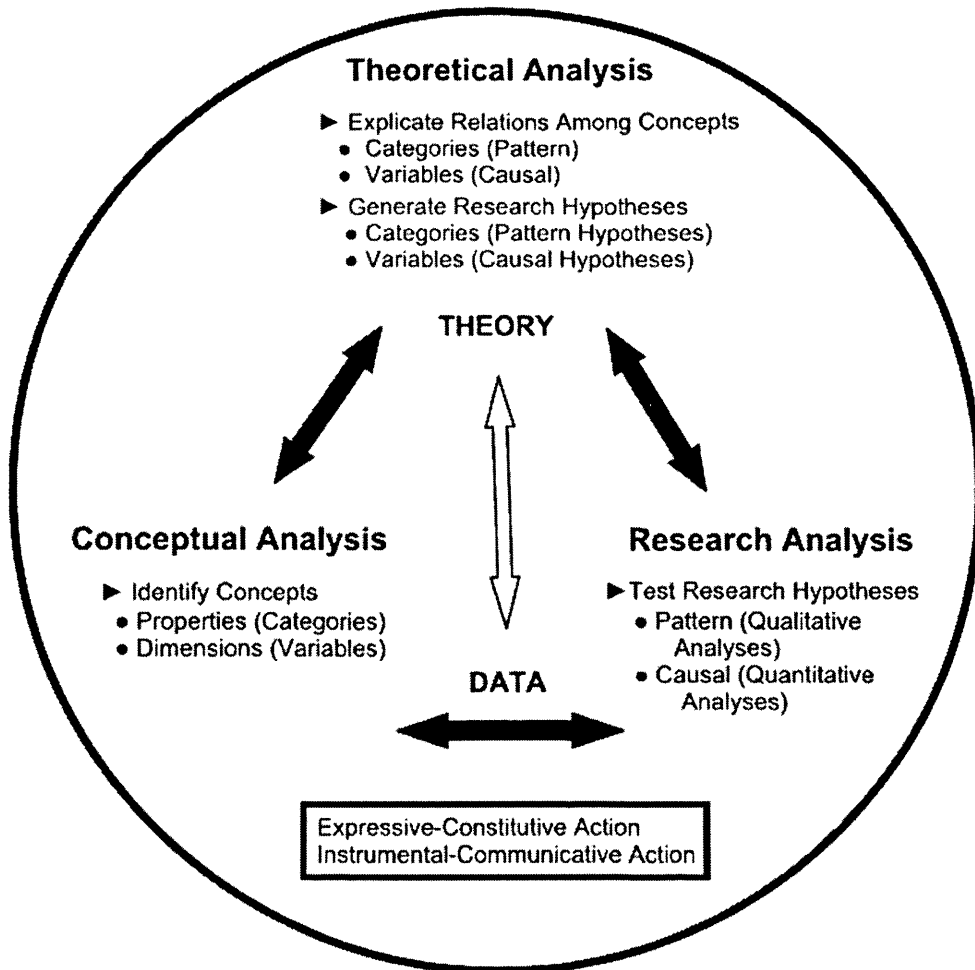 Theoretical Analysis
► Explicate Relations Among Concepts
• Categories (Pattern)
• Variables (Causal)
► Generate Research Hypotheses
• Categories (Pattern Hypotheses)
• Variables (Causal Hypotheses)
THEORY
Conceptual Analysis
► Identify Concepts
• Properties (Categories)
• Dimensions (Variables)
Research Analysis
► Test Research Hypotheses
• Pattern (Qualitative
Analyses)
• Causal (Quantitative
Analyses)
DATA
Expressive-Constitutive Action
Instrumental-Communicative Action